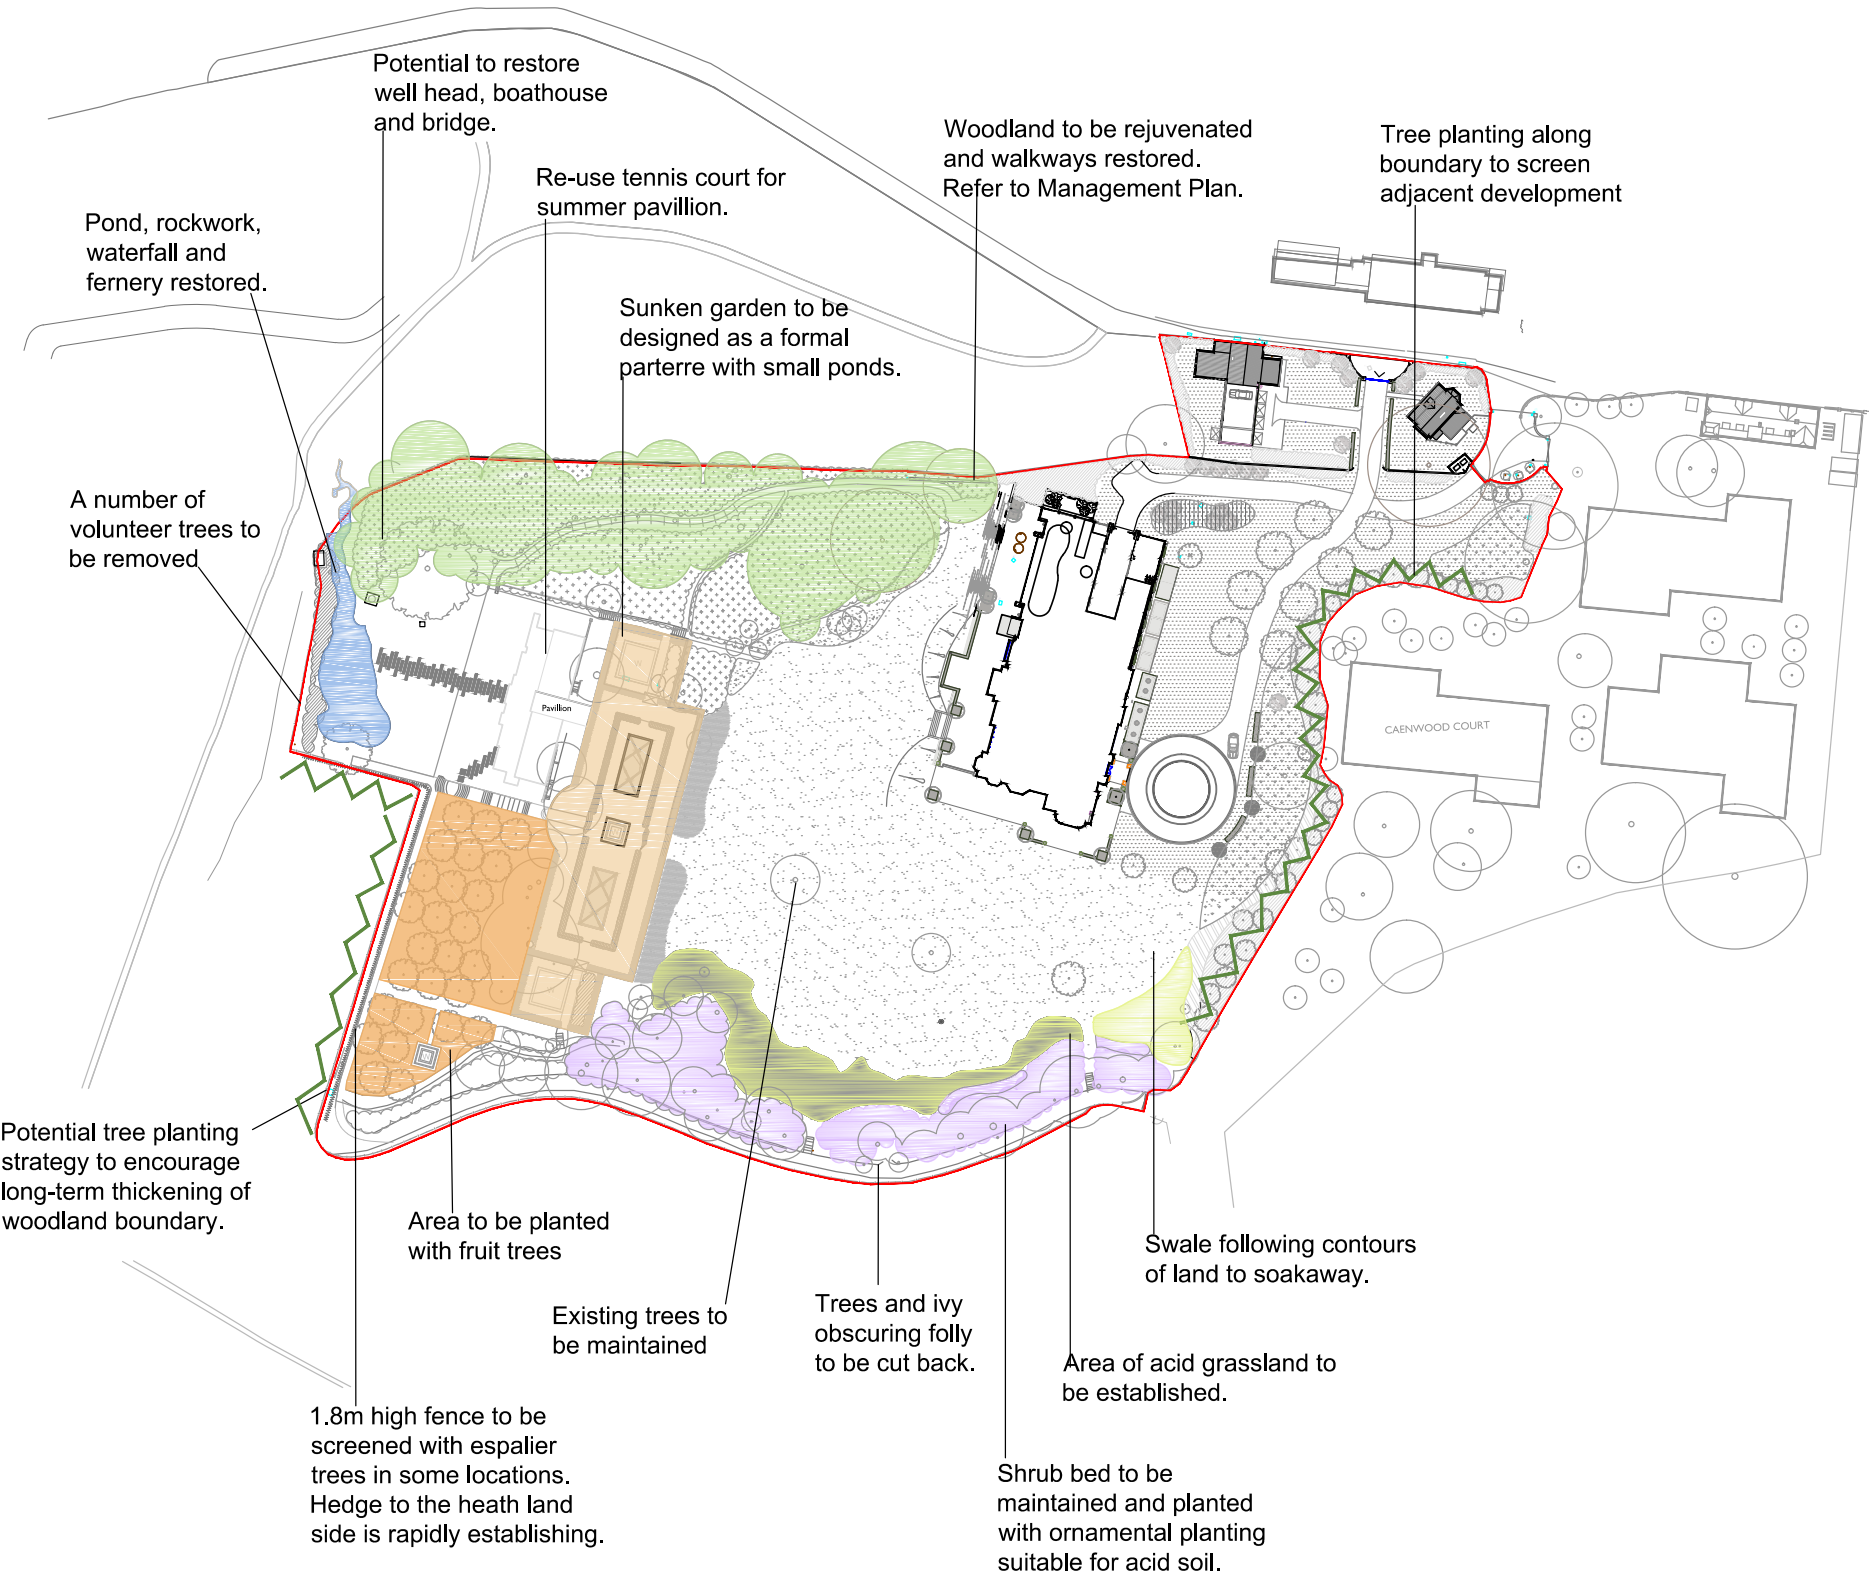 Potential to restore
well head, boathouse
and bridge.
Woodland to be rejuvenated
and walkways restored.
Refer to Management Plan.
Tree planting along
boundary to screen
adjacent development
Re-use tennis court for
summer pavillion.
Pond, rockwork,
waterfall and
fernery restored.
Sunken garden to be
designed as a formal
parterre with small ponds.
A number of
volunteer trees to
be removed
Pavillion
CAENWOOD COURT
Potential tree planting
strategy to encourage
long-term thickening of
woodland boundary.
Area to be planted
with fruit trees
Swale following contours
of land to soakaway.
Existing trees to
be maintained
Trees and ivy
obscuring folly
to be cut back.
Area of acid grassland to
be established.
1.8m high fence to be
screened with espalier
trees in some locations.
Hedge to the heath land
side is rapidly establishing.
Shrub bed to be
maintained and planted
with ornamental planting
suitable for acid soil.